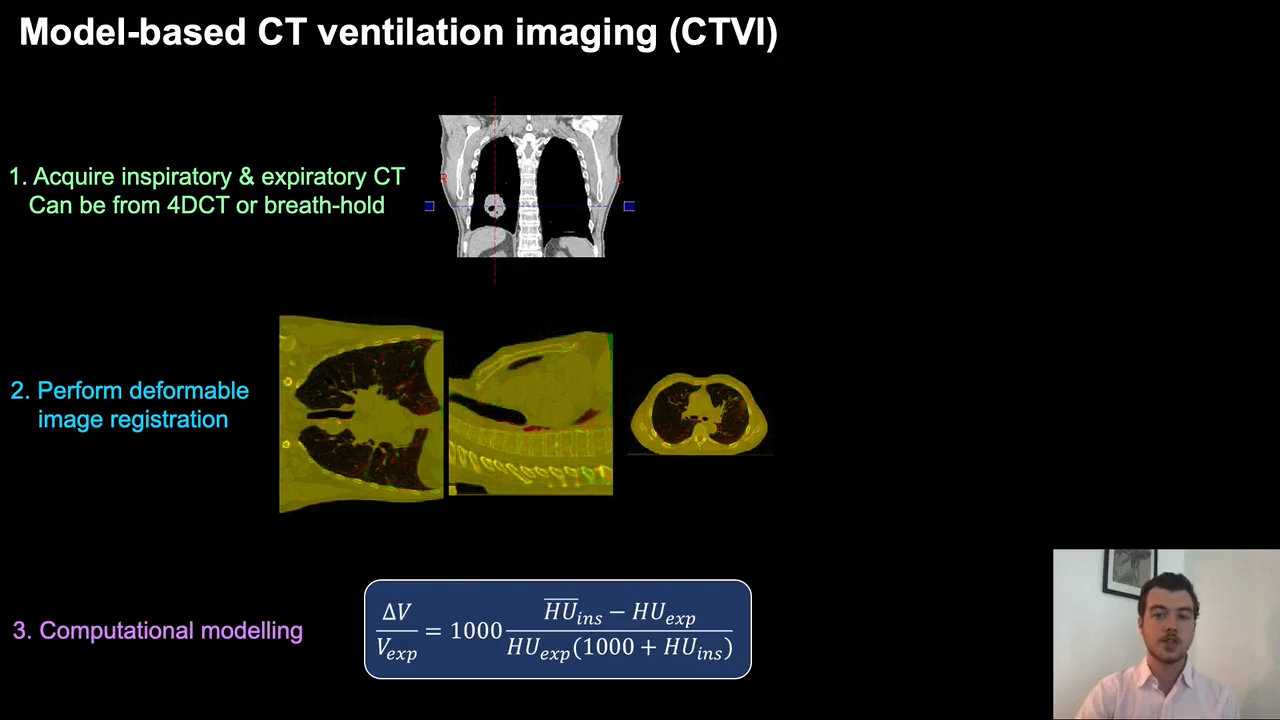 Model-based CT ventilation imaging (CTVI)
1. Acquire inspiratory & expiratory CT
Can be from 4DCT or breath-hold
R
L
2. Perform deformable
image registration
3. Computational modelling
ΔV/V_exp = 1000 (H̅U̅_ins − HU_exp)/(HU_exp(1000 + HU_ins))